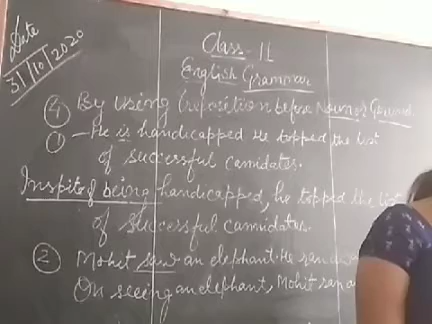 Date
31/10/2020
Class-11
English Grammar
④ By using Preposition before Noun or Gerund
① - He is handicapped. He topped the list
of successful candidates.
Inspite of being handicapped, he topped the list
of successful candidates.
② Mohit saw an elephant. He ran
On seeing an elephant, Mohit ran